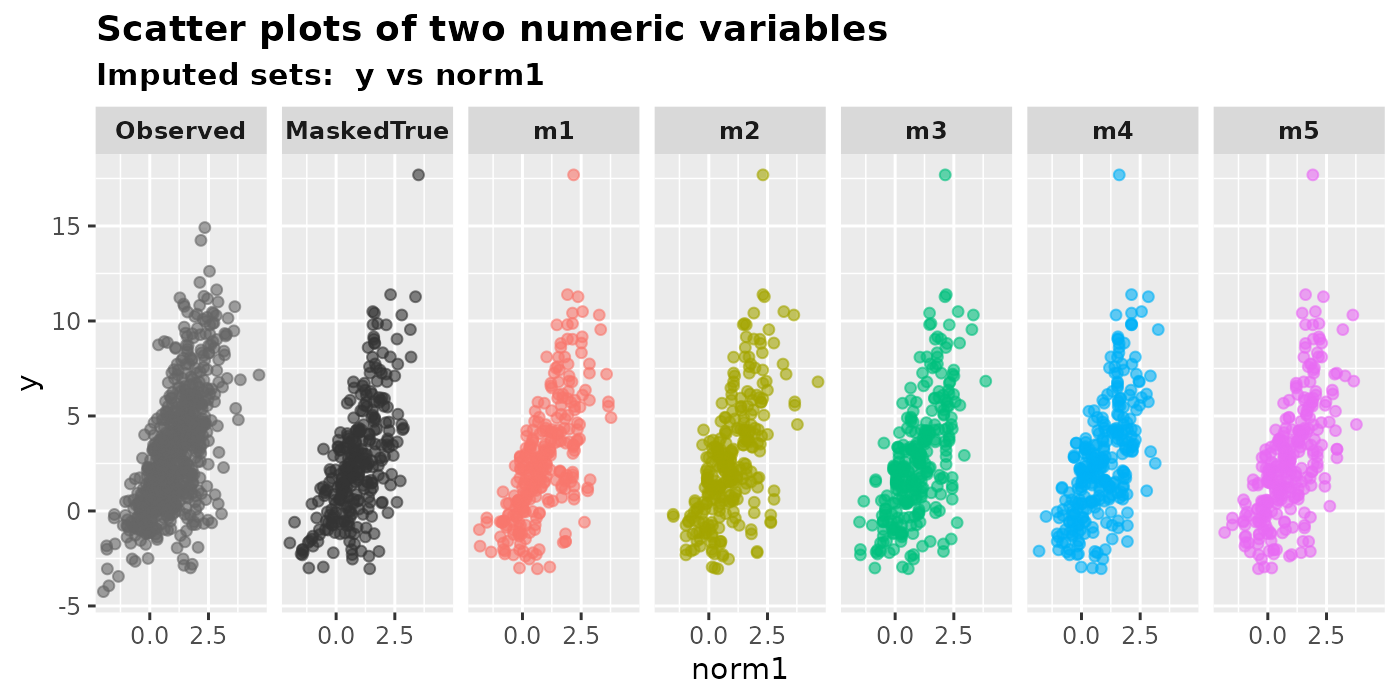 Scatter plots of two numeric variables
Imputed sets:  y vs norm1
Observed MaskedTrue m1 m2 m3 m4 m5
15
10
5
0
-5
y
0.0 2.5 0.0 2.5 0.0 2.5 0.0 2.5 0.0 2.5 0.0 2.5 0.0 2.5
norm1